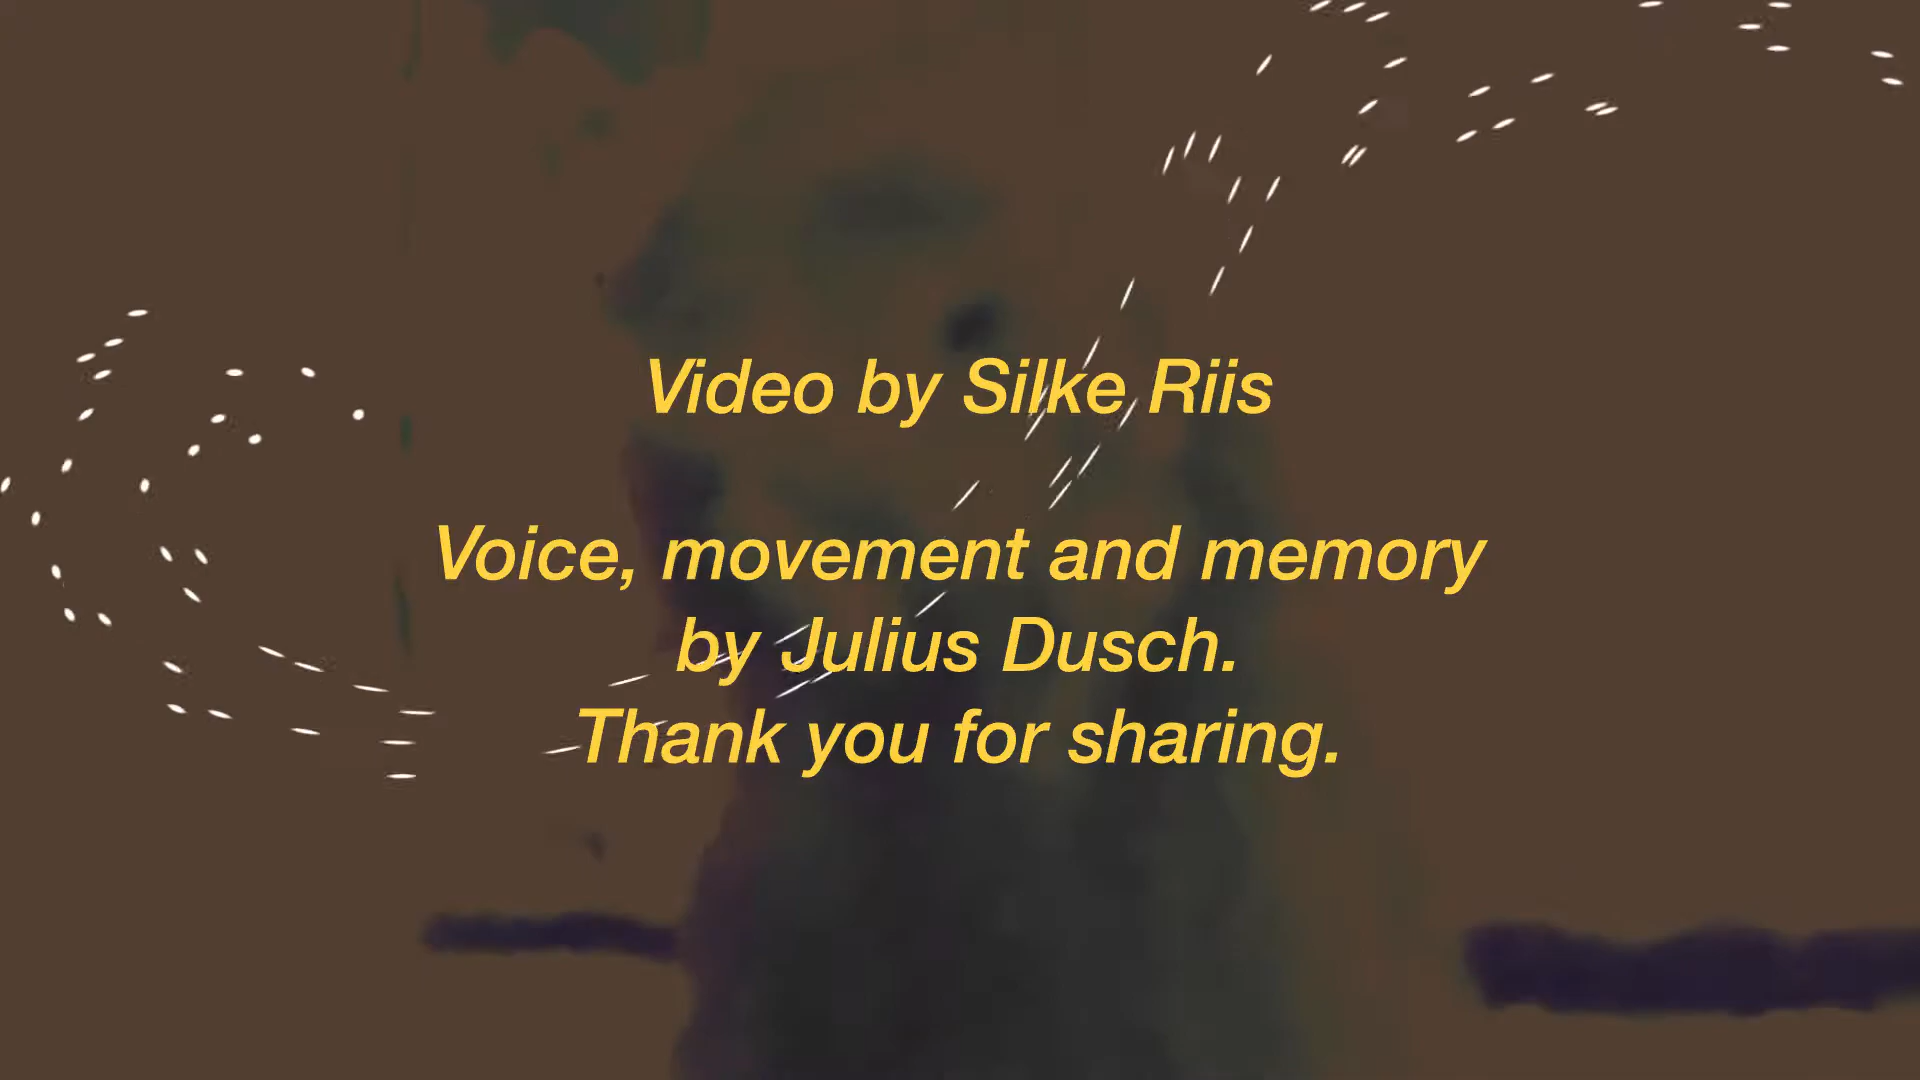 Video by Silke Riis
Voice, movement and memory
by Julius Dusch.
Thank you for sharing.